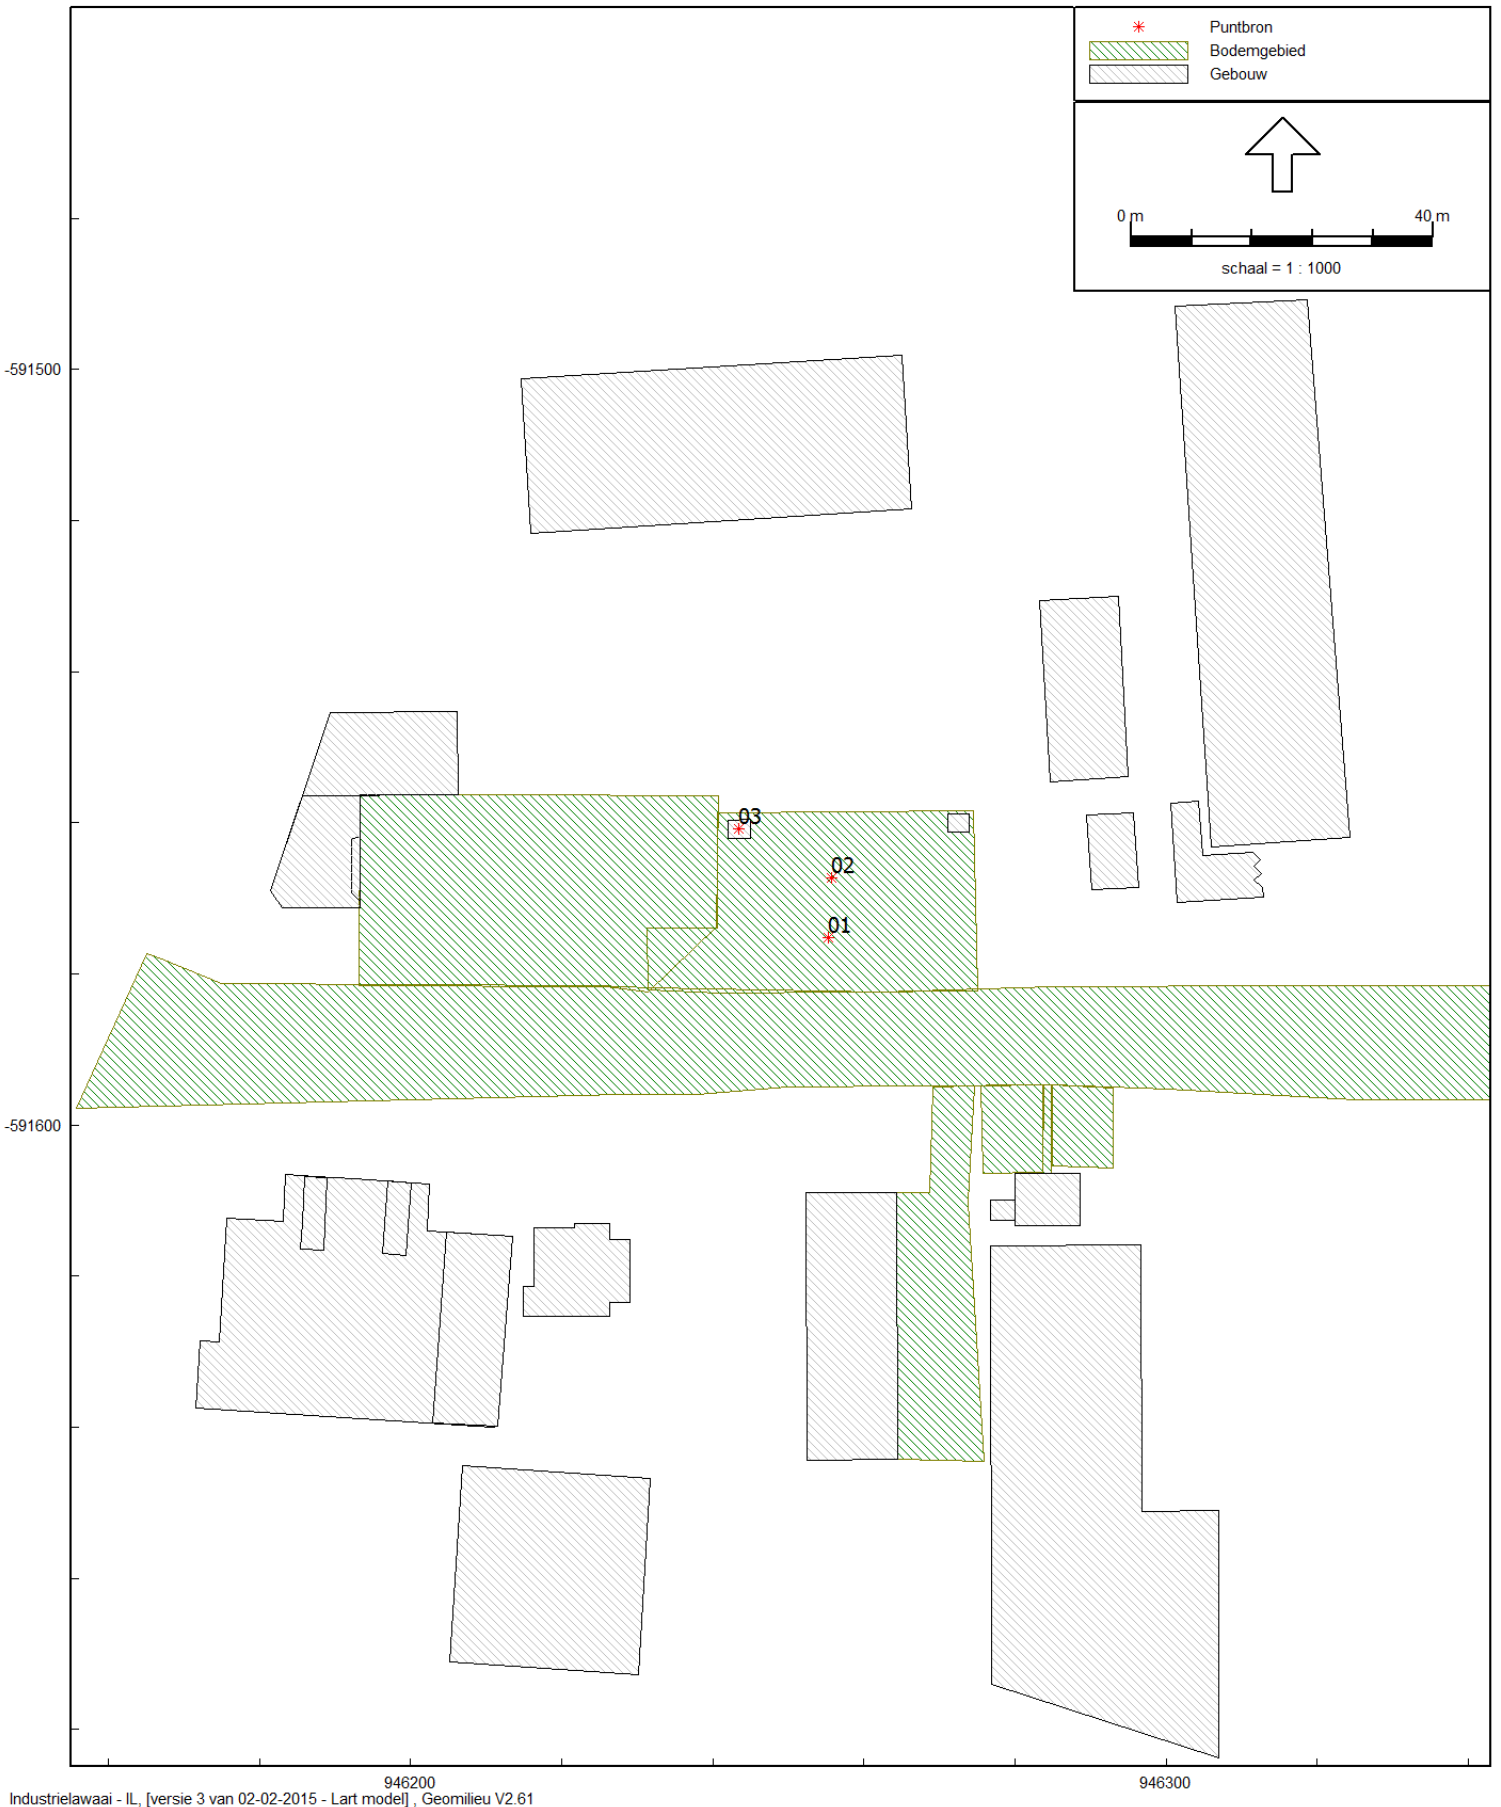 Puntbron
Bodemgebied
Gebouw
0 m 40 m
schaal = 1 : 1000
-591500
03
02
01
-591600
946200 946300
Industrielawaai - IL, [versie 3 van 02-02-2015 - Lart model] , Geomilieu V2.61